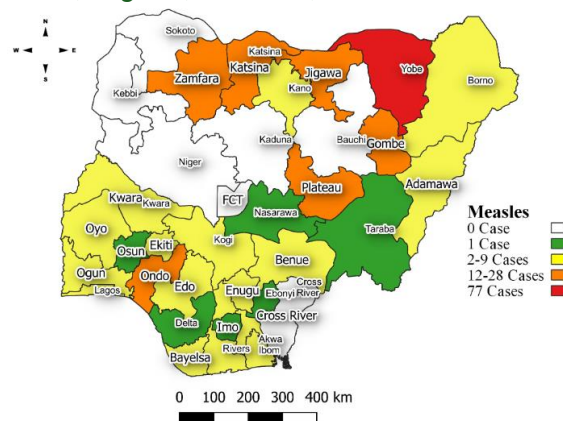 N
W
E
S
Sokoto
Katsina
Katsina
Zamfara
Jigawa
Yobe
Borno
Kebbi
Kano
Kaduna
Bauchi
Gombe
Niger
Plateau
Adamawa
FCT
Kwara
Kwara
Nasarawa
Taraba
Oyo
Kogi
Osun
Ekiti
Benue
Ogun
Ondo
Edo
Enugu
Ebonyi
Cross
River
Lagos
Cross River
Delta
Imo
Akwa
Ibom
Rivers
Bayelsa
Measles
0 Case
1 Case
2-9 Cases
12-28 Cases
77 Cases
0 100 200 300 400 km